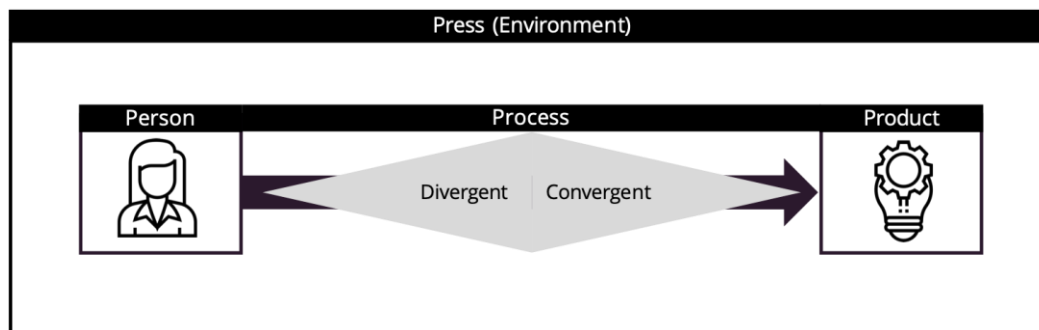 Press (Environment)
Person
Process
Product
Divergent
Convergent